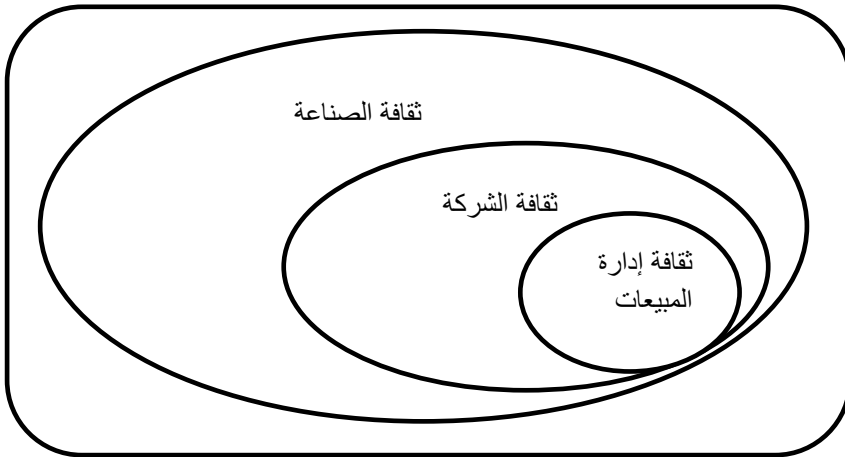 ثقافة الصناعة
ثقافة الشركة
ثقافة إدارة
المبيعات